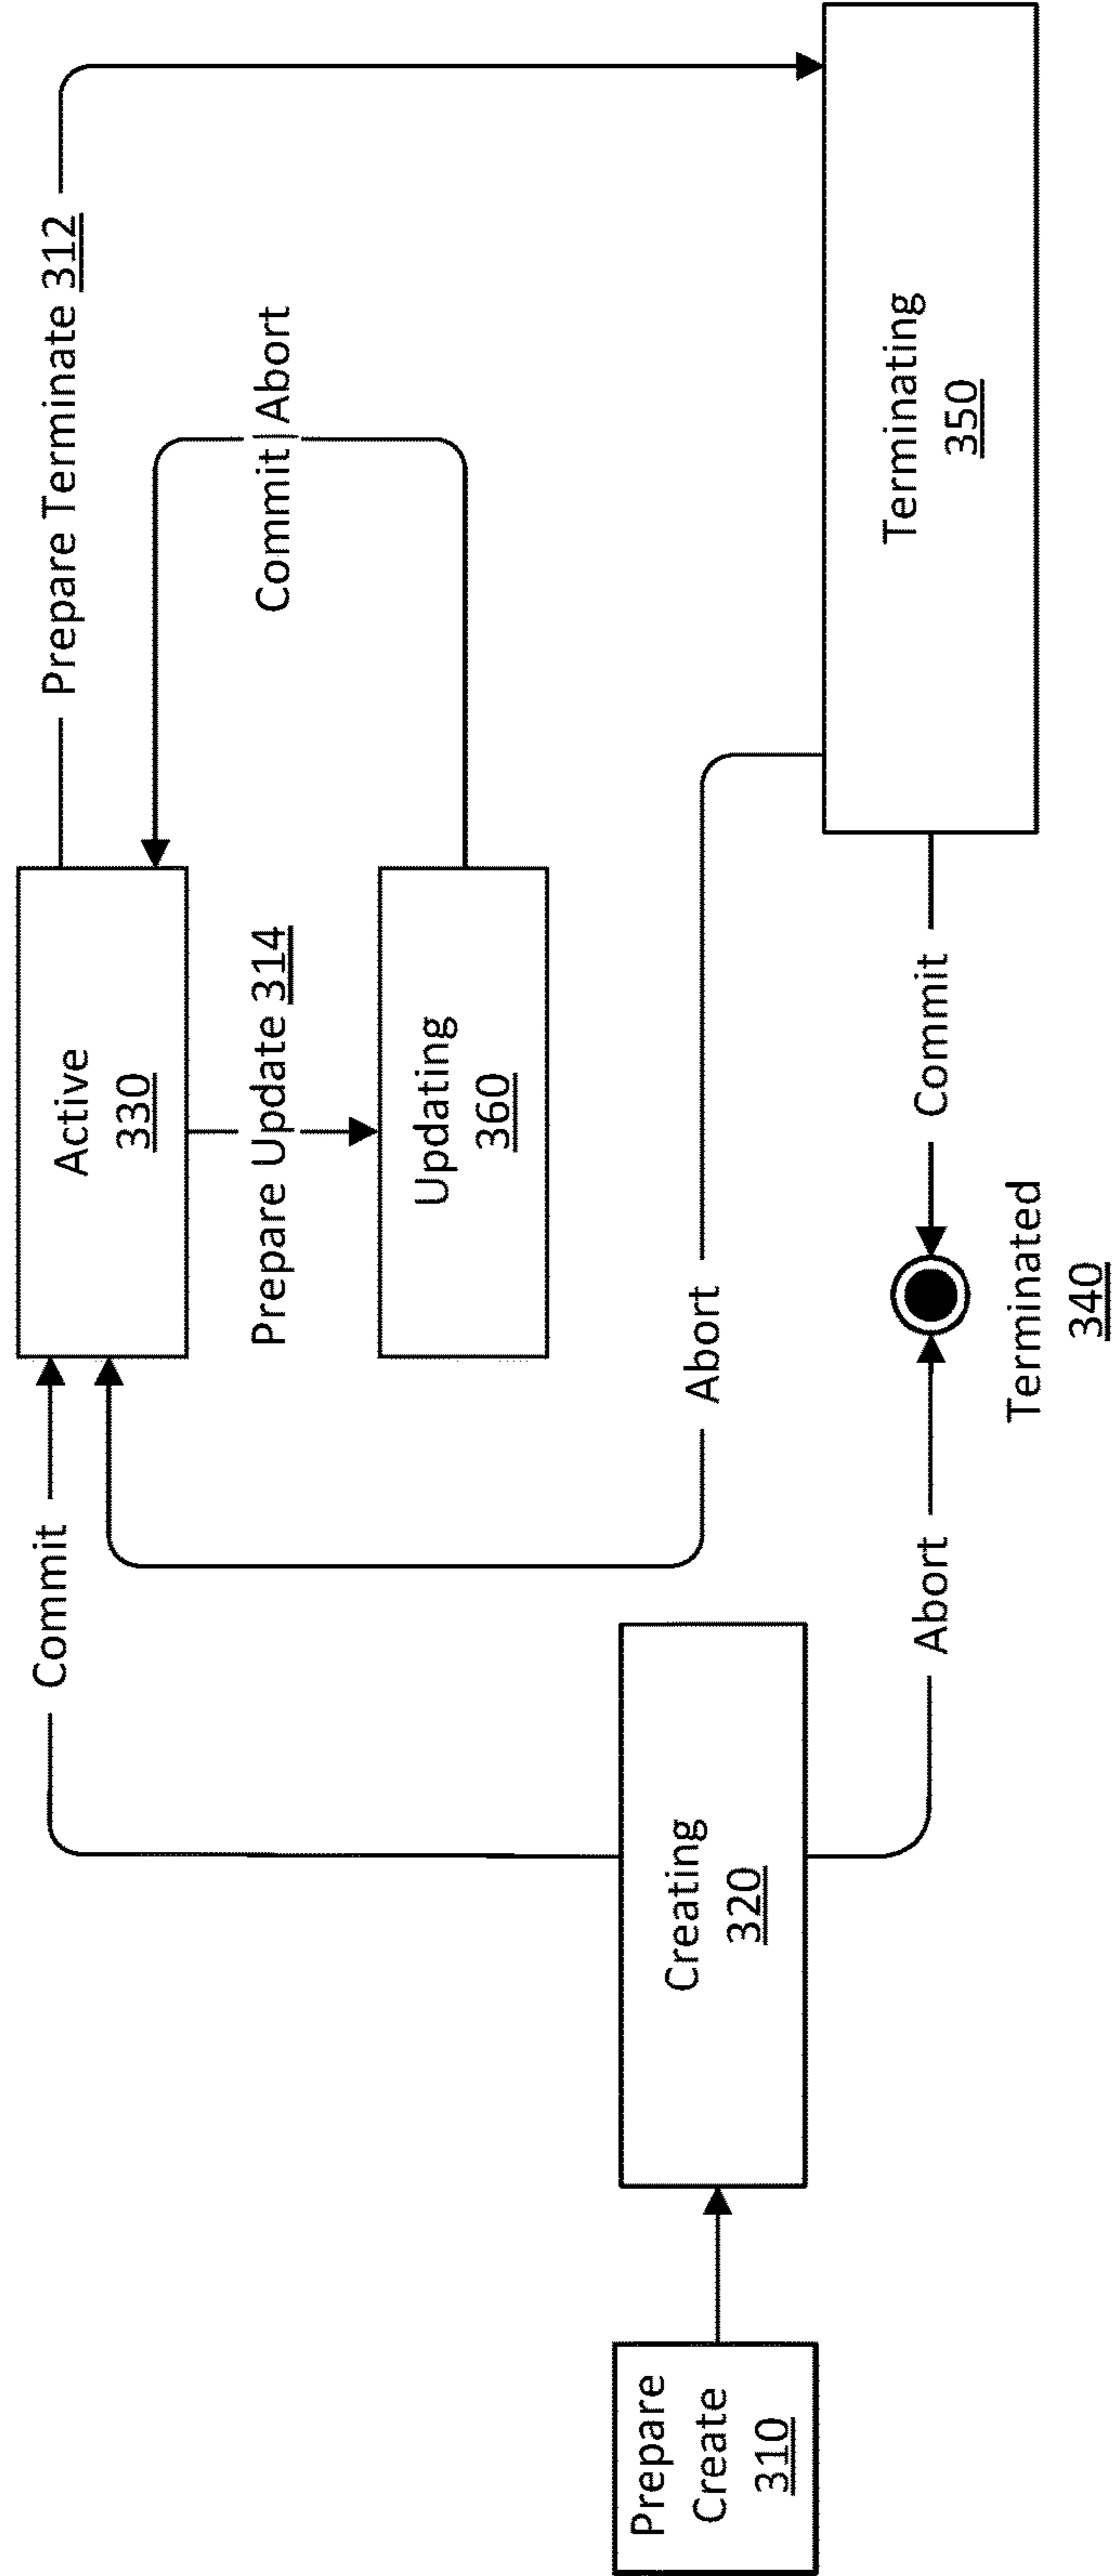 Commit
Active
330
Prepare Terminate 312
Prepare Update 314
Commit|Abort
Updating
360
Prepare
Create
310
Creating
320
Abort
Abort
Commit
Terminating
350
Terminated
340